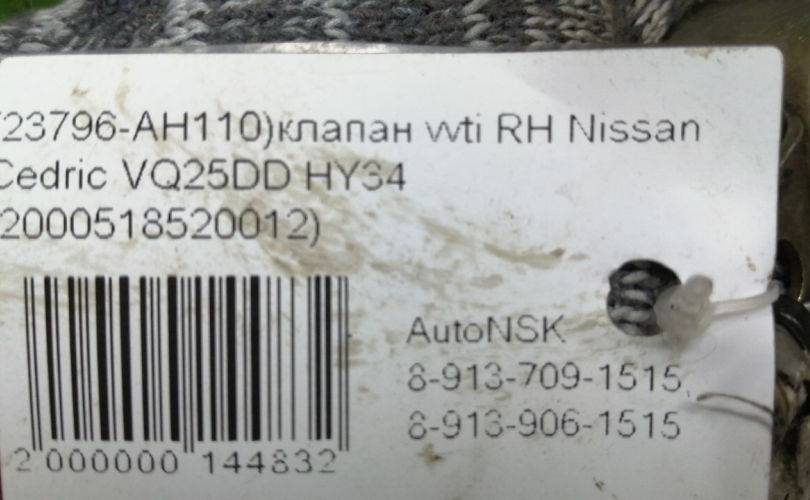 (23796-AH110)клапан vvti RH Nissan
Cedric VQ25DD HY34
(2000518520012)
AutoNSK
8-913-709-1515,
8-913-906-1515
2 000000 144832